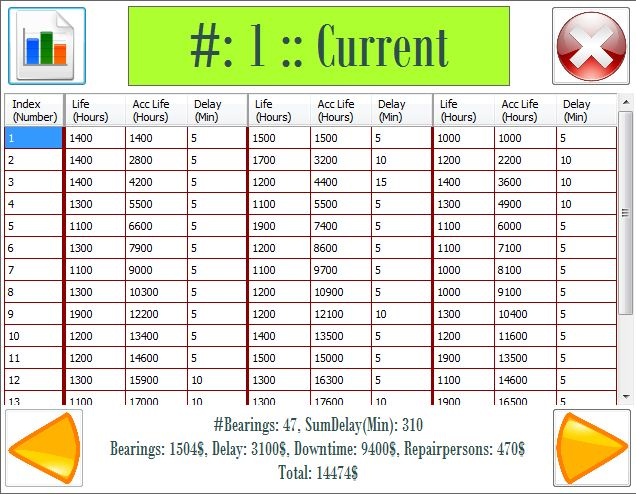 #: 1 :: Current
Index (Number) Life (Hours) Acc Life (Hours) Delay (Min) Life (Hours) Acc Life (Hours) Delay (Min) Life (Hours) Acc Life (Hours) Delay (Min)
1 1400 1400 5 1500 1500 5 1000 1000 5
2 1400 2800 5 1700 3200 10 1200 2200 10
3 1400 4200 5 1200 4400 15 1400 3600 10
4 1300 5500 5 1100 5500 5 1300 4900 10
5 1100 6600 5 1900 7400 5 1100 6000 5
6 1300 7900 5 1200 8600 5 1100 7100 5
7 1100 9000 5 1100 9700 5 1000 8100 5
8 1300 10300 5 1200 10900 5 1000 9100 5
9 1900 12200 5 1200 12100 10 1300 10400 5
10 1200 13400 5 1400 13500 5 1200 11600 5
11 1200 14600 5 1500 15000 5 1900 13500 5
12 1300 15900 10 1300 16300 5 1100 14600 5
13 1100 17000 10 1300 17600 10 1900 16500 5
#Bearings: 47, SumDelay(Min): 310
Bearings: 1504$, Delay: 3100$, Downtime: 9400$, Repairpersons: 470$
Total: 14474$